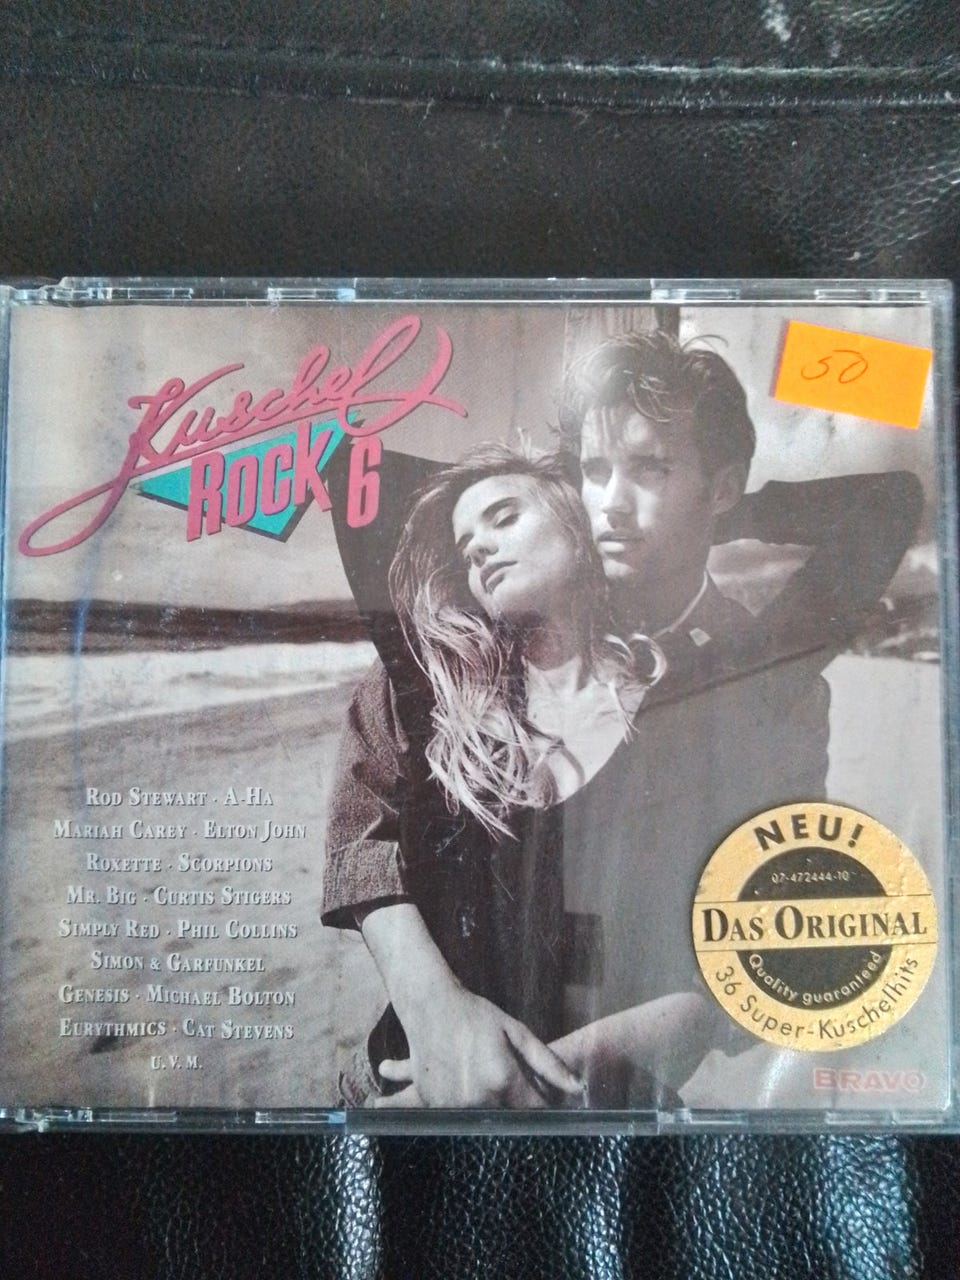 Kuschel
ROCK 6
50
ROD STEWART · A-HA
MARIAH CAREY · ELTON JOHN
ROXETTE · SCORPIONS
MR. BIG · CURTIS STIGERS
SIMPLY RED · PHIL COLLINS
SIMON & GARFUNKEL
GENESIS · MICHAEL BOLTON
EURYTHMICS · CAT STEVENS
U.V.M.
NEU!
07-472444-10
DAS ORIGINAL
Quality guaranteed
36 Super-Kuschelhits
BRAVO